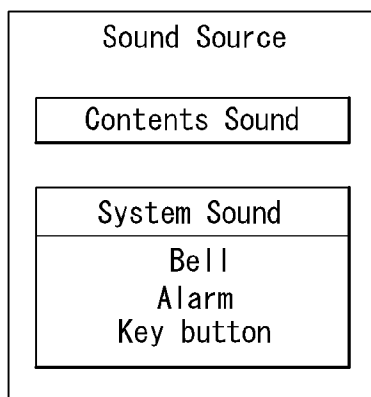 Sound Source
Contents Sound
System Sound
Bell
Alarm
Key button